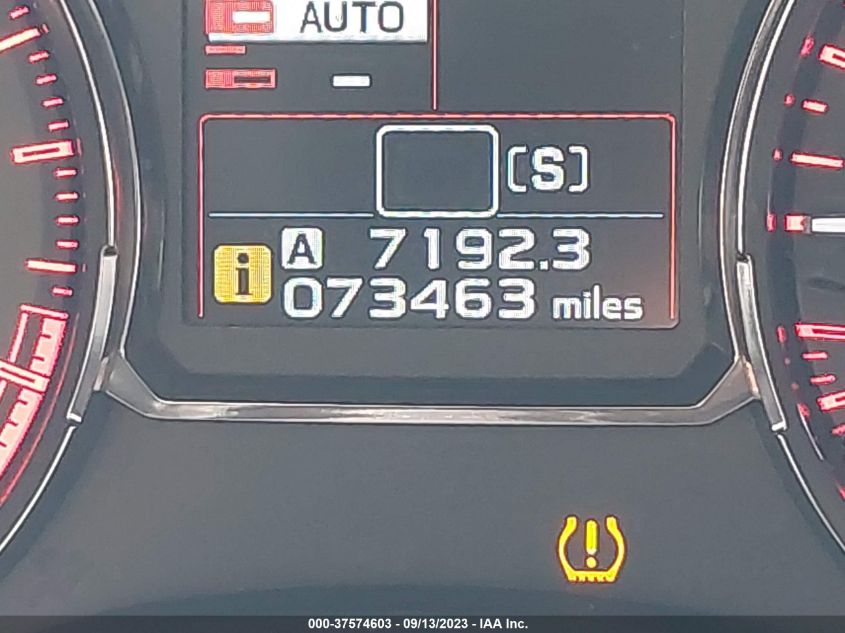 AUTO
[S]
i A 7192.3
073463 miles
!
000-37574603 - 09/13/2023 - IAA Inc.